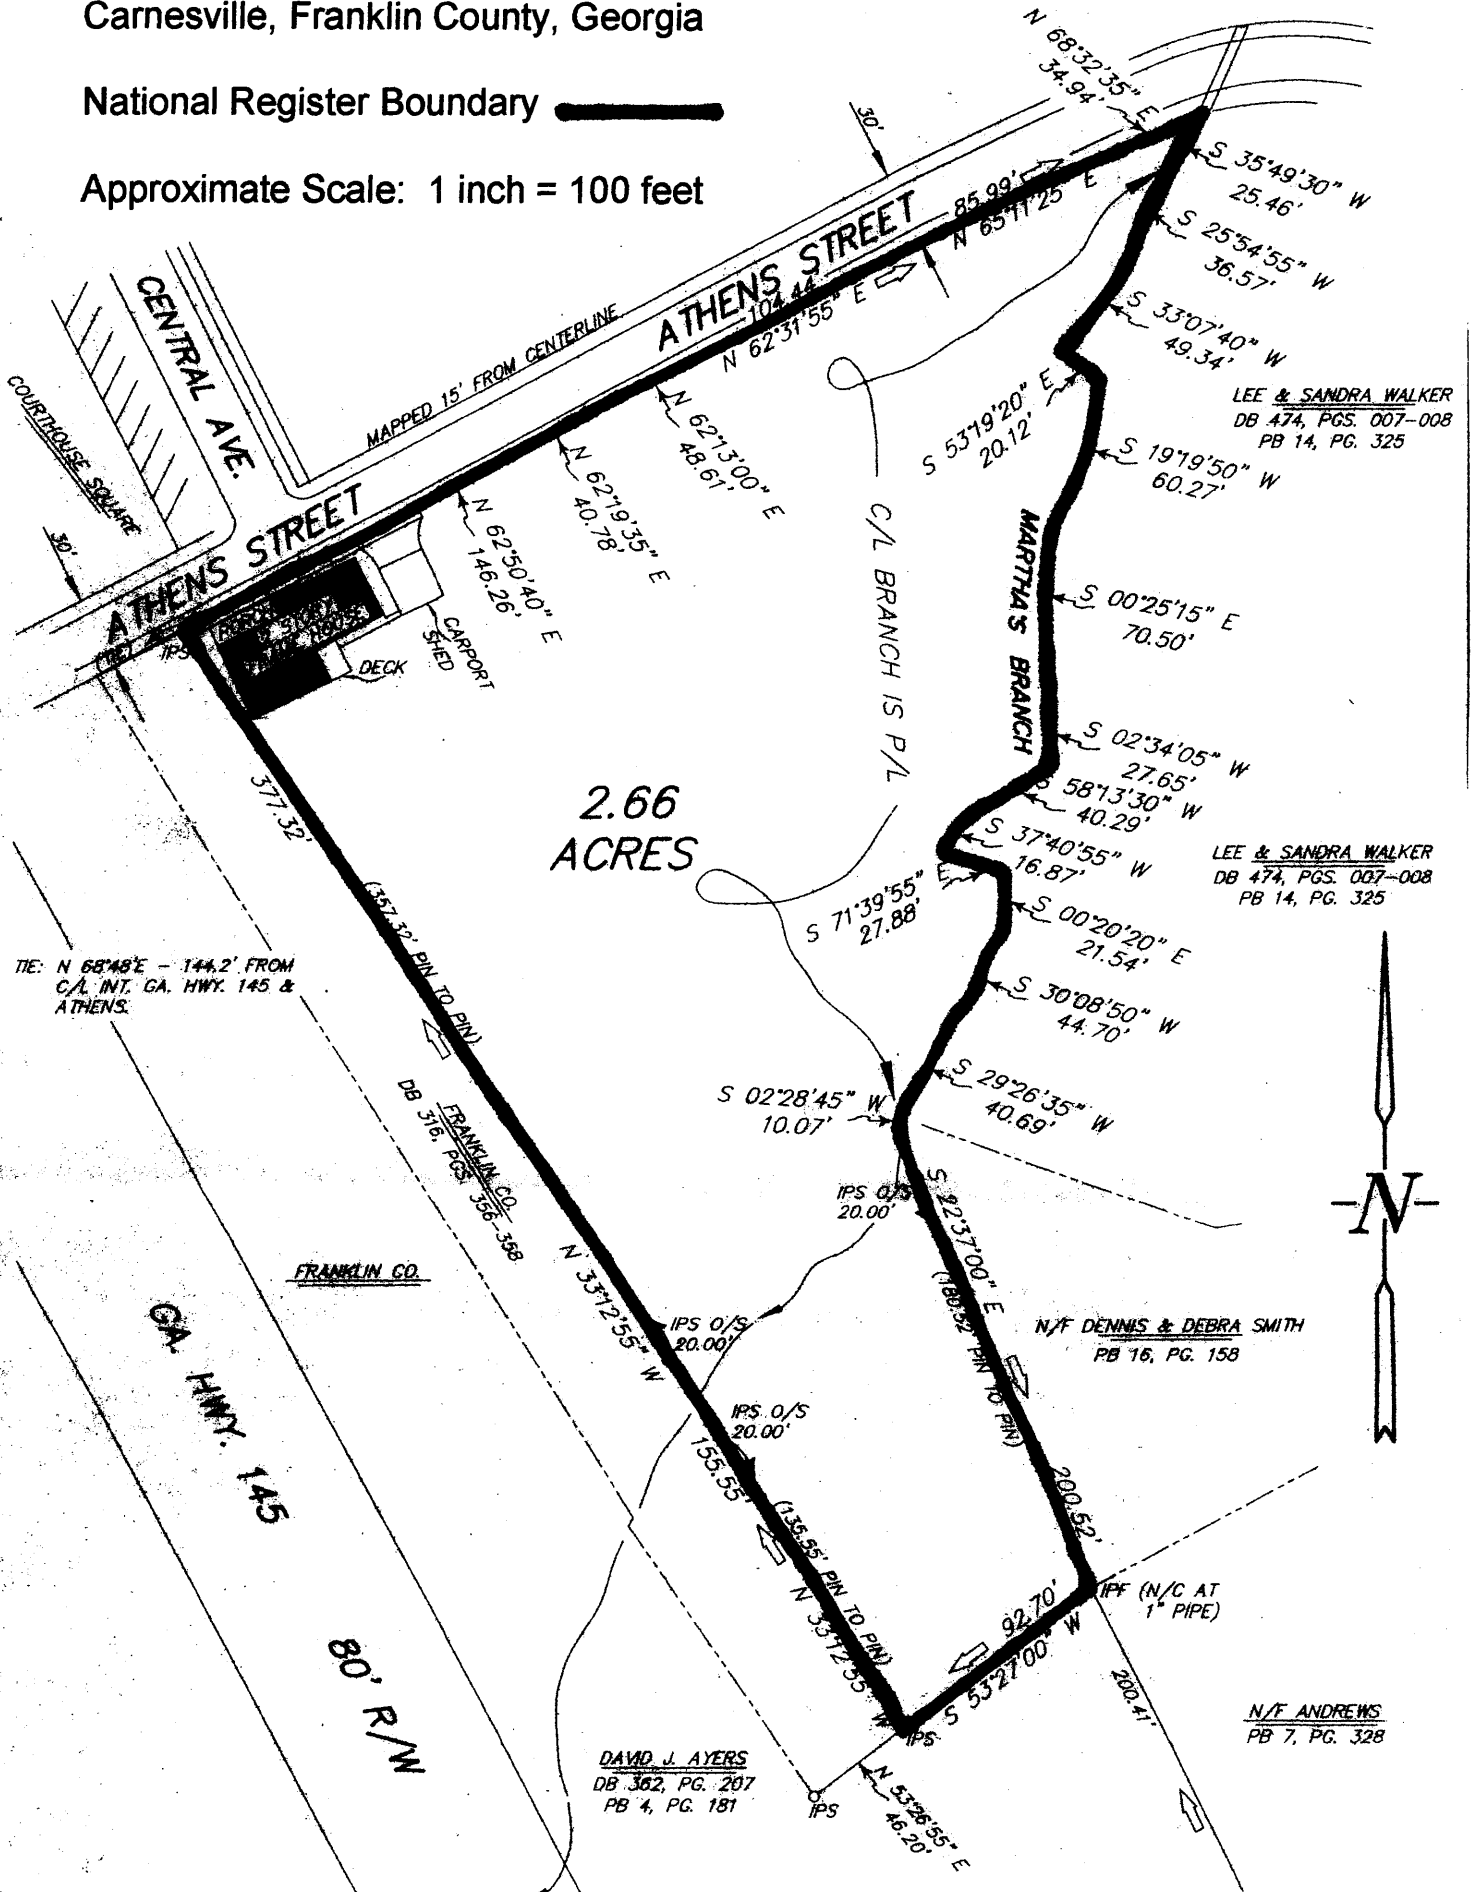 Carnesville, Franklin County, Georgia
National Register Boundary
Approximate Scale: 1 inch = 100 feet
N 68°32'35" E
34.94'
30'
S 35°49'30" W
25.46'
85.99'
N 65°11'25" E
S 25°54'55" W
36.57'
ATHENS STREET
104.44'
N 62°31'55" E
CENTRAL AVE.
MAPPED 15' FROM CENTERLINE
S 33°07'40" W
49.34'
COURTHOUSE SQUARE
N 62°13'00" E
48.61'
S 53°19'20" E
20.12'
LEE & SANDRA WALKER
DB 474, PGS. 007-008
PB 14, PG. 325
N 62°19'35" E
40.78'
S 19°19'50" W
60.27'
30'
ATHENS STREET
N 62°50'40" E
146.26'
C/L BRANCH IS P/L
MARTHA'S BRANCH
S 00°25'15" E
70.50'
(TIE)
IPS
CARPORT
SHED
DECK
S 02°34'05" W
27.65'
377.32'
2.66
ACRES
S 58°13'30" W
40.29'
S 37°40'55" W
16.87'
LEE & SANDRA WALKER
DB 474, PGS. 007-008
PB 14, PG. 325
(357.32' PIN TO PIN)
S 71°39'55" E
27.88'
S 00°20'20" E
21.54'
TIE: N 68°48'E - 144.2' FROM
C/L INT. GA. HWY. 145 &
ATHENS.
S 30°08'50" W
44.70'
S 29°26'35" W
40.69'
S 02°28'45" W
10.07'
FRANKLIN CO.
DB 316, PGS. 356-358
IPS O/S
20.00'
S 22°37'00" E
(180.52' PIN TO PIN)
N 33°12'55" W
FRANKLIN CO.
N
GA. HWY. 145
IPS O/S
20.00'
N/F DENNIS & DEBRA SMITH
PB 16, PG. 158
IPS O/S
20.00'
155.55'
200.52'
(135.55' PIN TO PIN)
N 33°12'55" W
IPF (N/C AT
1" PIPE)
92.70'
S 53°27'00" W
80' R/W
200.41'
IPS
N/F ANDREWS
PB 7, PG. 328
DAVID J. AYERS
DB 362, PG. 207
PB 4, PG. 181
IPS
N 53°26'55" E
46.20'